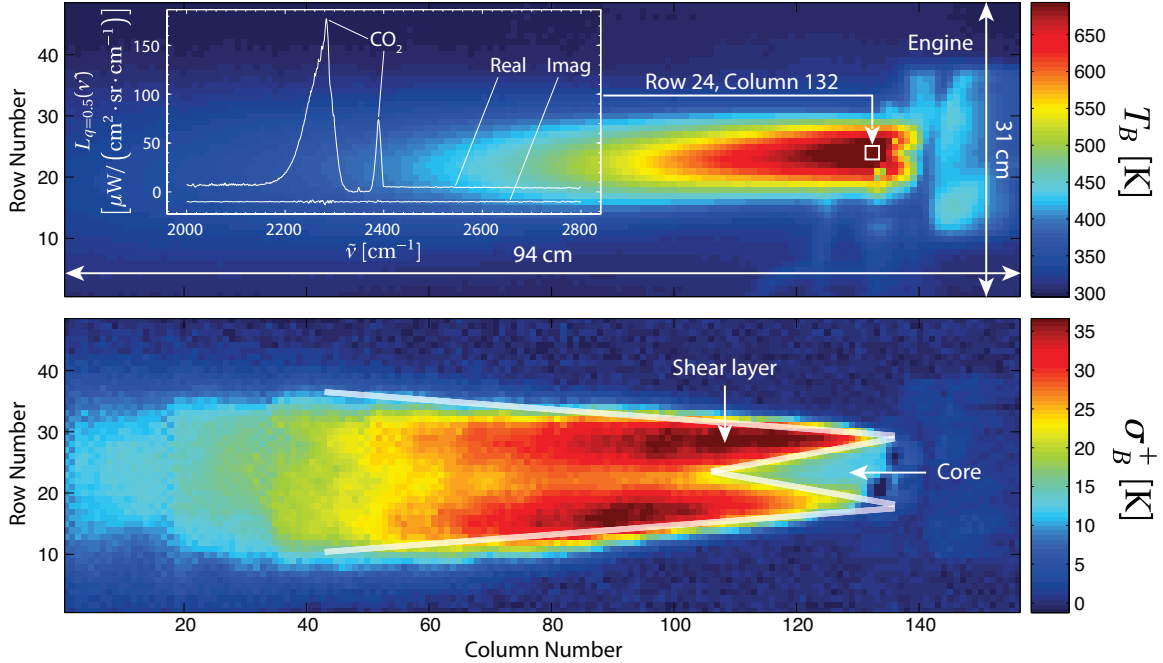 Row Number
40
30
20
10
L̂q=0.5(ν̃)
[μW/(cm²·sr·cm⁻¹)]
150
100
50
0
CO₂
Real
Imag
2000
2200
2400
2600
2800
ν̃ [cm⁻¹]
94 cm
Engine
Row 24, Column 132
31 cm
650
600
550
500
450
400
350
300
T_B [K]
Row Number
40
30
20
10
Shear layer
Core
20
40
60
80
100
120
140
Column Number
35
30
25
20
15
10
5
0
σ_B⁺ [K]